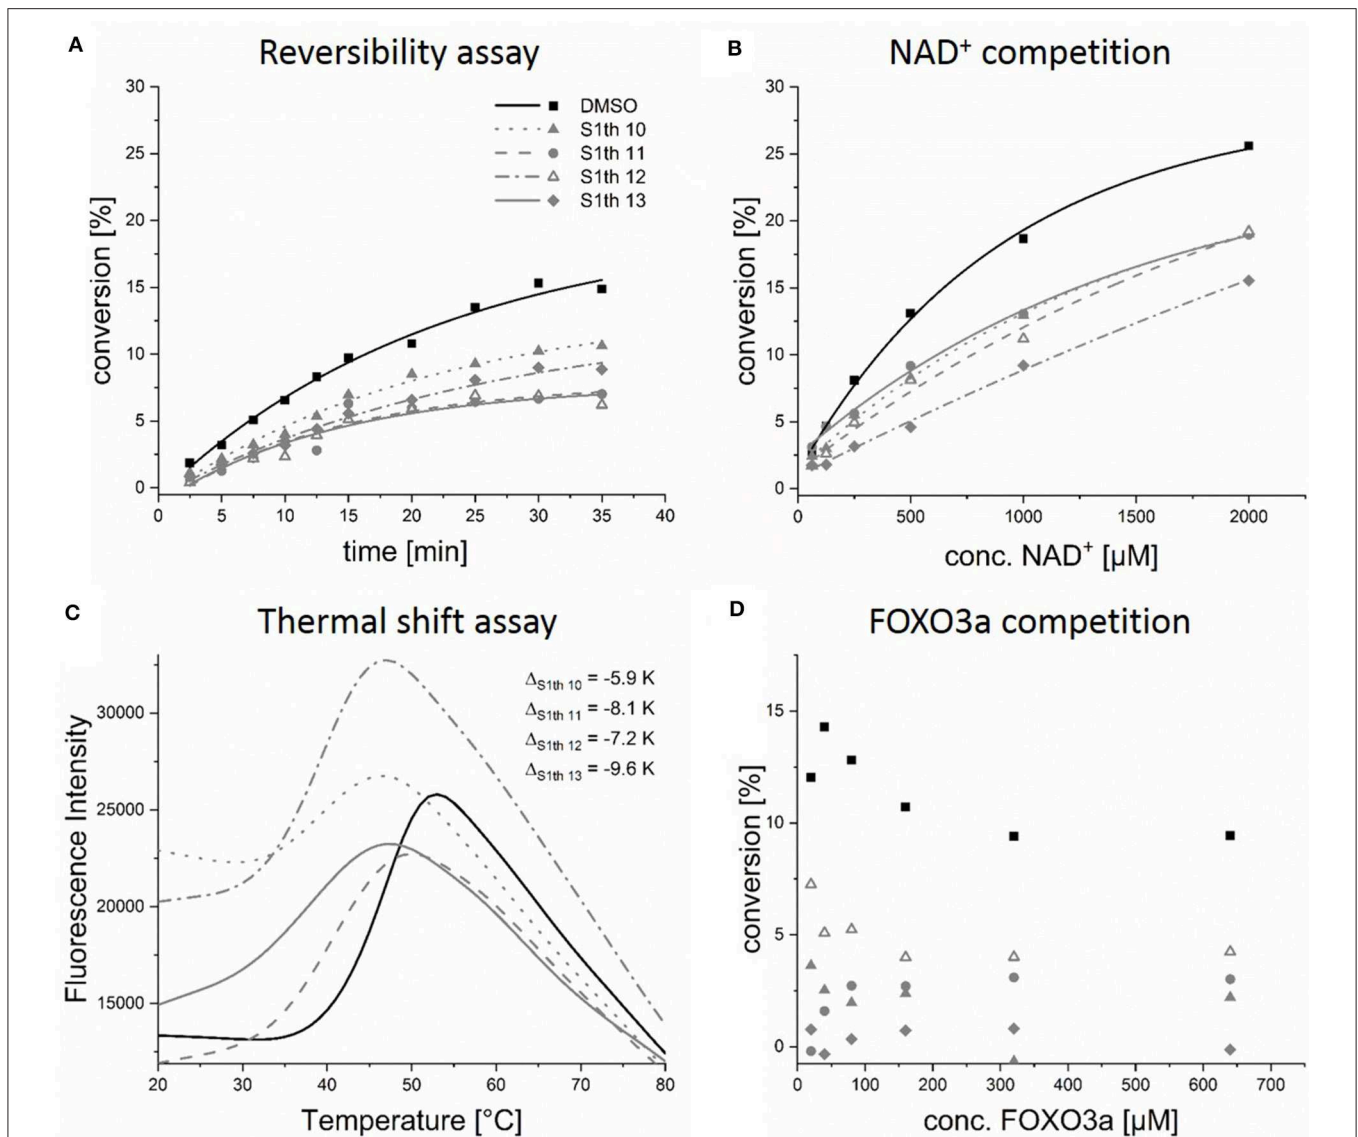 A
Reversibility assay
30
25
20
15
10
5
0
conversion [%]
DMSO
S1th 10
S1th 11
S1th 12
S1th 13
0 5 10 15 20 25 30 35 40
time [min]
B
NAD+ competition
30
25
20
15
10
5
0
conversion [%]
0 500 1000 1500 2000
conc. NAD+ [µM]
C
Thermal shift assay
30000
25000
20000
15000
Fluorescence Intensity
ΔS1th 10 = -5.9 K
ΔS1th 11 = -8.1 K
ΔS1th 12 = -7.2 K
ΔS1th 13 = -9.6 K
20 30 40 50 60 70 80
Temperature [°C]
D
FOXO3a competition
15
10
5
0
conversion [%]
0 100 200 300 400 500 600 700
conc. FOXO3a [µM]